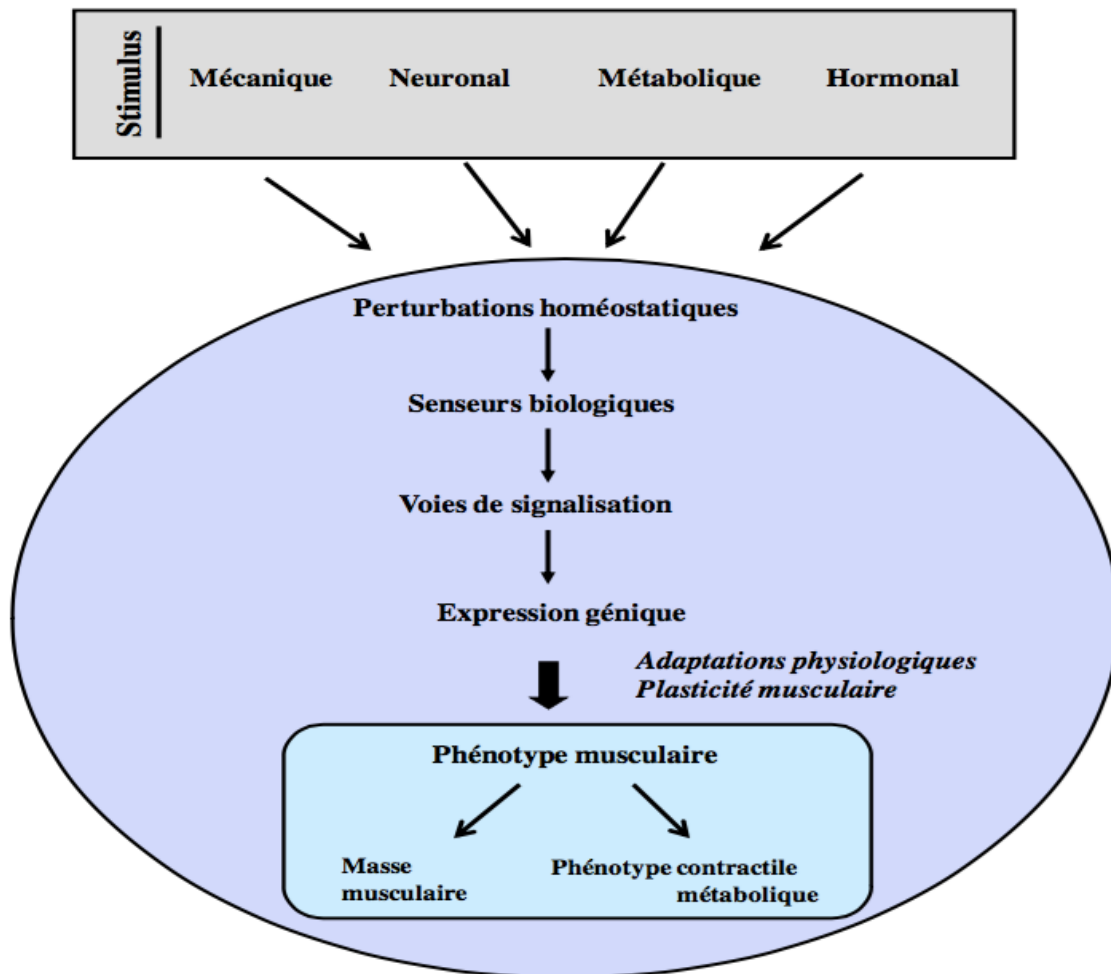 Stimulus
Mécanique Neuronal Métabolique Hormonal
Perturbations homéostatiques
Senseurs biologiques
Voies de signalisation
Expression génique
Adaptations physiologiques
Plasticité musculaire
Phénotype musculaire
Masse
musculaire
Phénotype contractile
métabolique